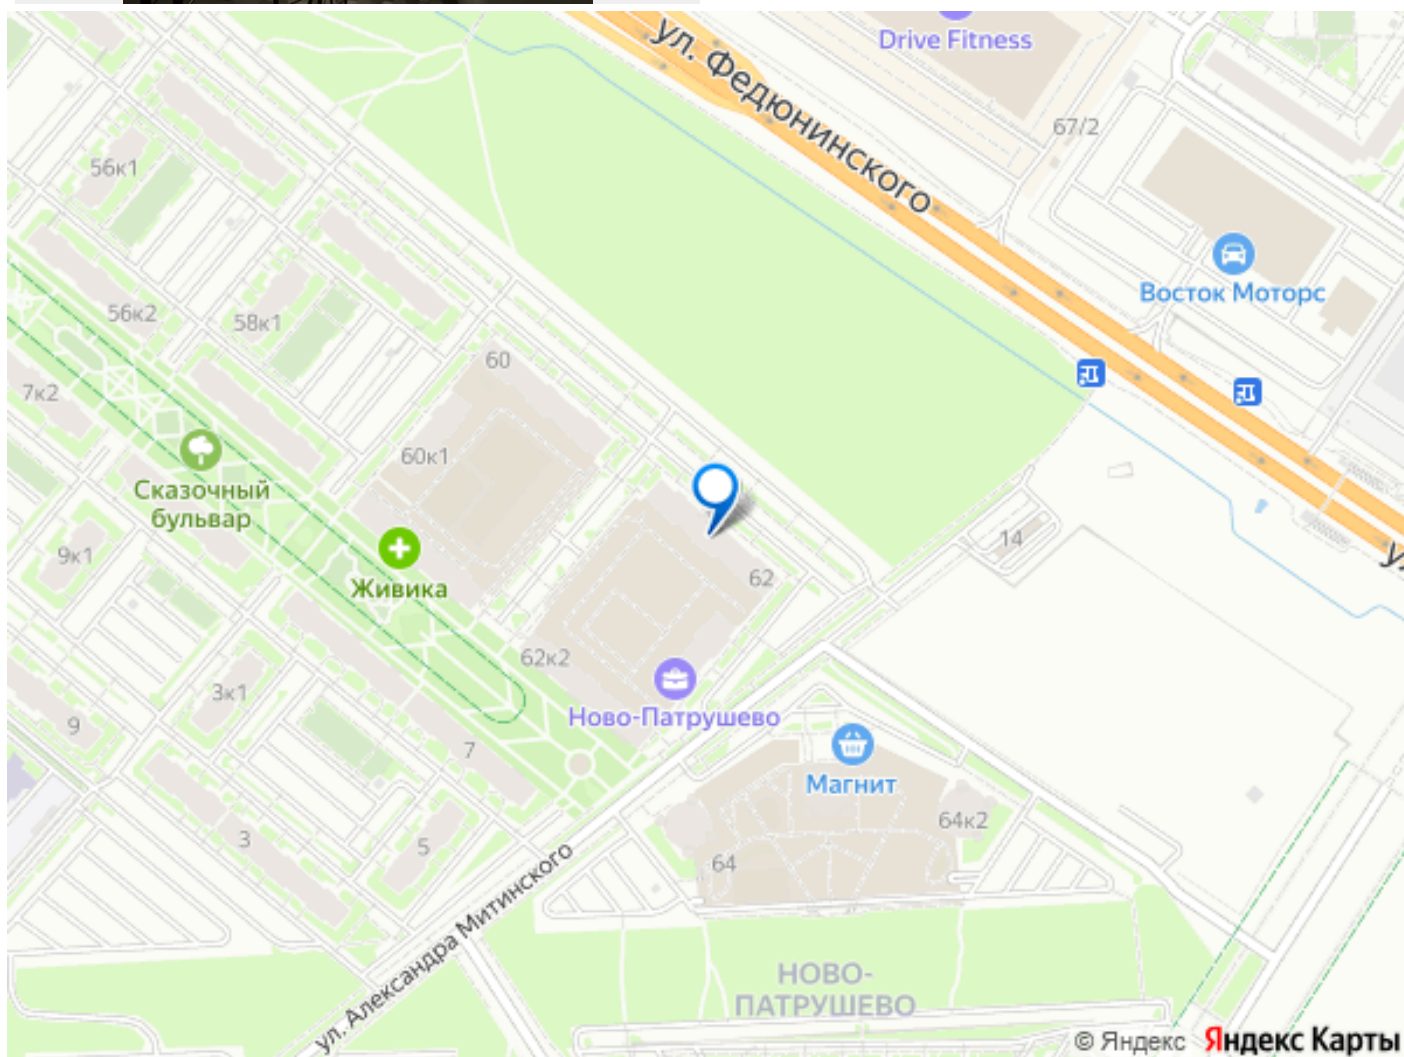 Drive Fitness
ул. Федюнинского
67/2
56к1
Восток Моторс
56к2
58к1
60
7к2
60к1
Сказочный
бульвар
14
9к1
Живика
62
62к2
3к1
Ново-Патрушево
9
7
Магнит
64к2
3
5
64
ул. Александра Митинского
НОВО-
ПАТРУШЕВО
© Яндекс Яндекс Карты